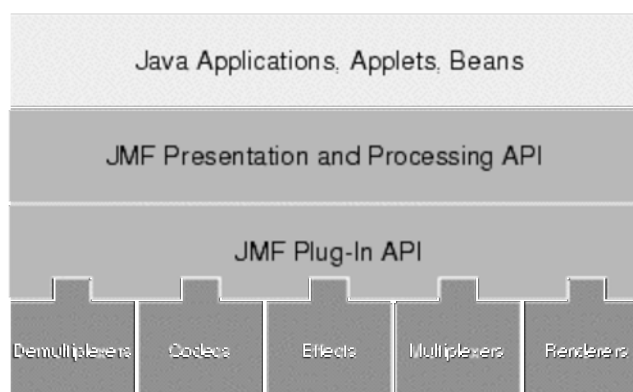 Java Applications, Applets, Beans
JMF Presentation and Processing API
JMF Plug-In API
Demultiplexers Codecs Effects Multiplexers Renderers